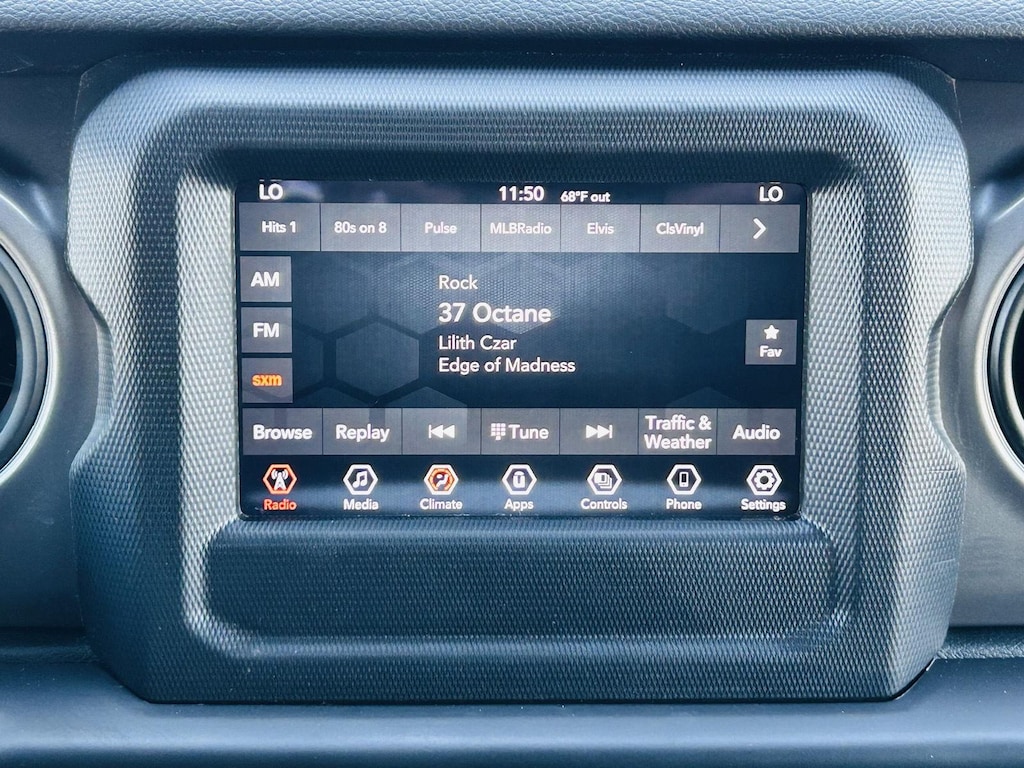 LO 11:50 68°F out LO
Hits 1 80s on 8 Pulse MLBRadio Elvis ClsVinyl
AM
Rock
37 Octane
FM
Lilith Czar
Edge of Madness
Fav
sxm
Browse Replay Tune Traffic & Weather Audio
Radio Media Climate Apps Controls Phone Settings